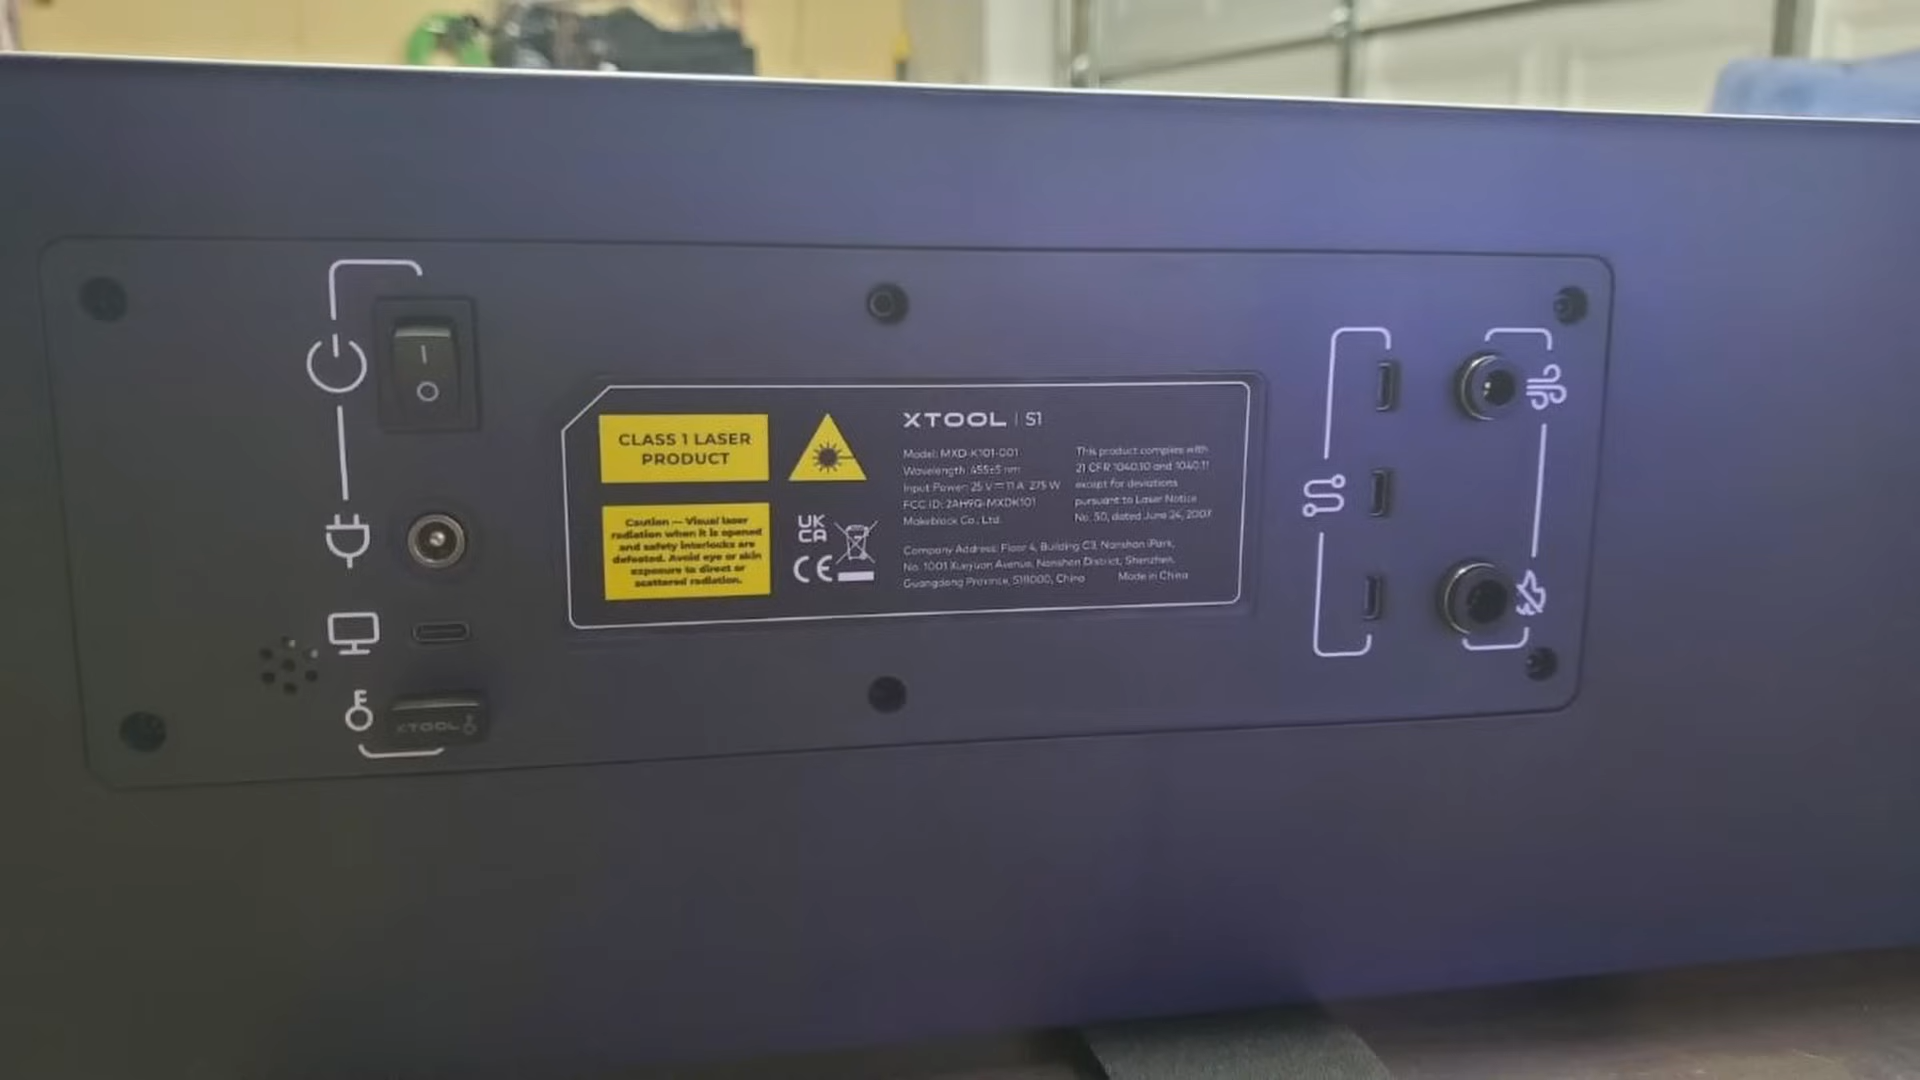 CLASS 1 LASER
PRODUCT
Caution — Visual laser
radiation when it is opened
and safety interlocks are
defeated. Avoid eye or skin
exposure to direct or
scattered radiation.
UK
CA
CE
XTOOL | S1
Model: MXD-K101-001
Wavelength: 455±5 nm
Input Power: 25 V⎓11 A 275 W
FCC ID: 2AH9Q-MXDK101
Makeblock Co., Ltd.
This product complies with
21 CFR 1040.10 and 1040.11
except for deviations
pursuant to Laser Notice
No. 50, dated June 24, 2007
Company Address: Floor 4, Building C3, Nanshan iPark,
No. 1001 Xueyuan Avenue, Nanshan District, Shenzhen,
Guangdong Province, 518000, China Made in China
XTOOL